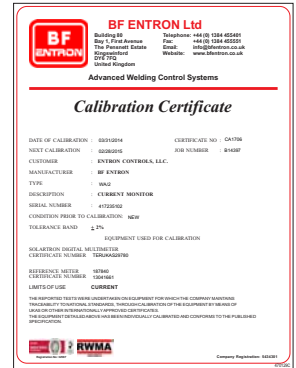 BF ENTRON Ltd
BF
ENTRON
Building 80
Bay 1, First Avenue
The Pensnett Estate
Kingswinford
DY6 7FQ
United Kingdom
Telephone: +44 (0) 1384 455401
Fax: +44 (0) 1384 455551
Email: info@bfentron.co.uk
Website: www.bfentron.co.uk
Advanced Welding Control Systems
Calibration Certificate
DATE OF CALIBRATION : 03/31/2014 CERTIFICATE NO : CA1706
NEXT CALIBRATION : 02/28/2015 JOB NUMBER : B14287
CUSTOMER : ENTRON CONTROLS, LLC.
MANUFACTURER : BF ENTRON
TYPE : WA/2
DESCRIPTION : CURRENT MONITOR
SERIAL NUMBER : 417235102
CONDITION PRIOR TO CALIBRATION: NEW
TOLERANCE BAND ± 2%
EQUIPMENT USED FOR CALIBRATION
SOLARTRON DIGITAL MULTIMETER
CERTIFICATE NUMBER TERUKAS29780
REFERENCE METER 187840
CERTIFICATE NUMBER 13041661
LIMITS OF USE CURRENT
THE REPORTED TESTS WERE UNDERTAKEN ON EQUIPMENT FOR WHICH THE COMPANY MAINTAINS
TRACEABILITY TO NATIONAL STANDARDS, THROUGH CALIBRATION OF THE EQUIPMENT BY MEANS OF
UKAS OR OTHER INTERNATIONALLY APPROVED CERTIFICATES.
THE EQUIPMENT DETAILED ABOVE HAS BEEN INDIVIDUALLY CALIBRATED AND CONFORMS TO THE PUBLISHED
SPECIFICATION.
RWMA
Company Registration: 5434361